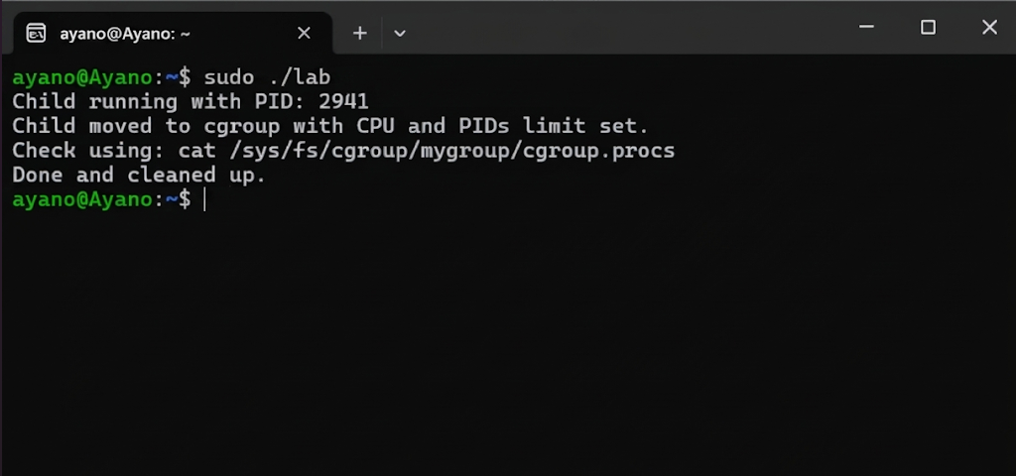 ayano@Ayano: ~
ayano@Ayano:~$ sudo ./lab
Child running with PID: 2941
Child moved to cgroup with CPU and PIDs limit set.
Check using: cat /sys/fs/cgroup/mygroup/cgroup.procs
Done and cleaned up.
ayano@Ayano:~$